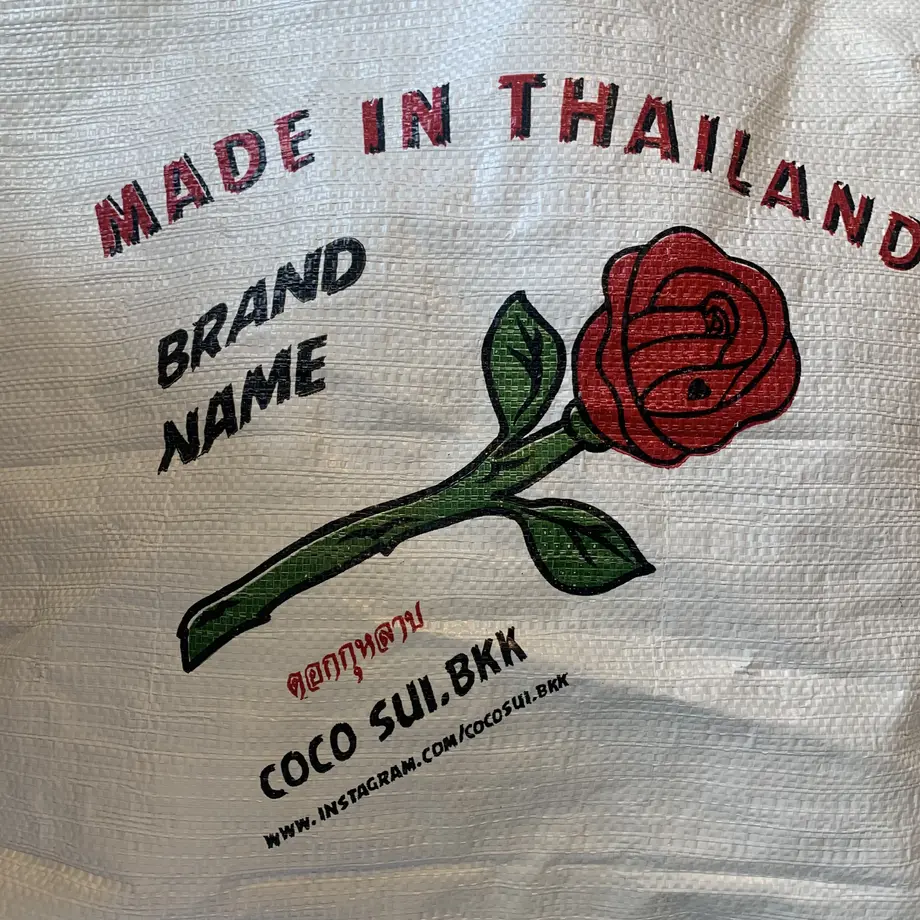 MADE IN THAILAND
BRAND
NAME
ดอกกุหลาบ
COCO SUI.BKK
WWW.INSTAGRAM.COM/COCOSUI.BKK